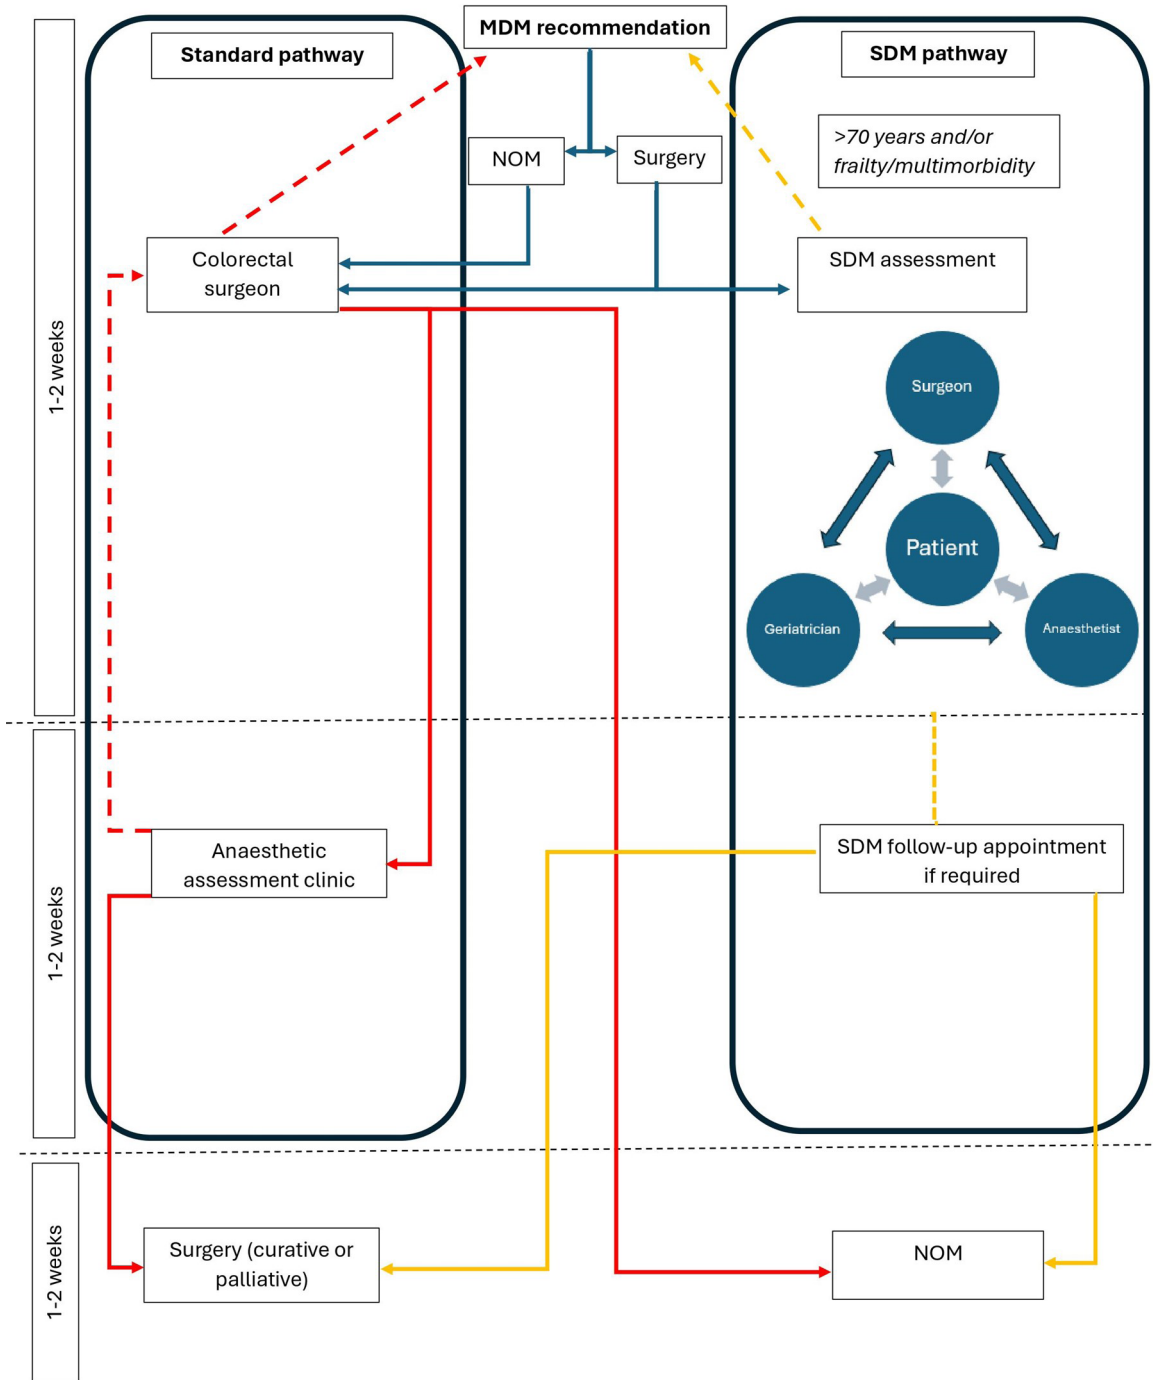 MDM recommendation
Standard pathway
SDM pathway
>70 years and/or
frailty/multimorbidity
NOM
Surgery
Colorectal
surgeon
SDM assessment
1-2 weeks
Surgeon
Patient
Geriatrician
Anaesthetist
Anaesthetic
assessment clinic
SDM follow-up appointment
if required
1-2 weeks
Surgery (curative or
palliative)
NOM
1-2 weeks